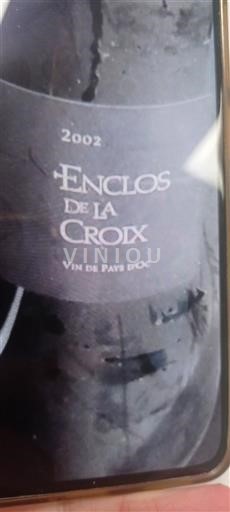 2002
ENCLOS
DE LA
CROIX
VINIOU
VIN DE PAYS D'OC